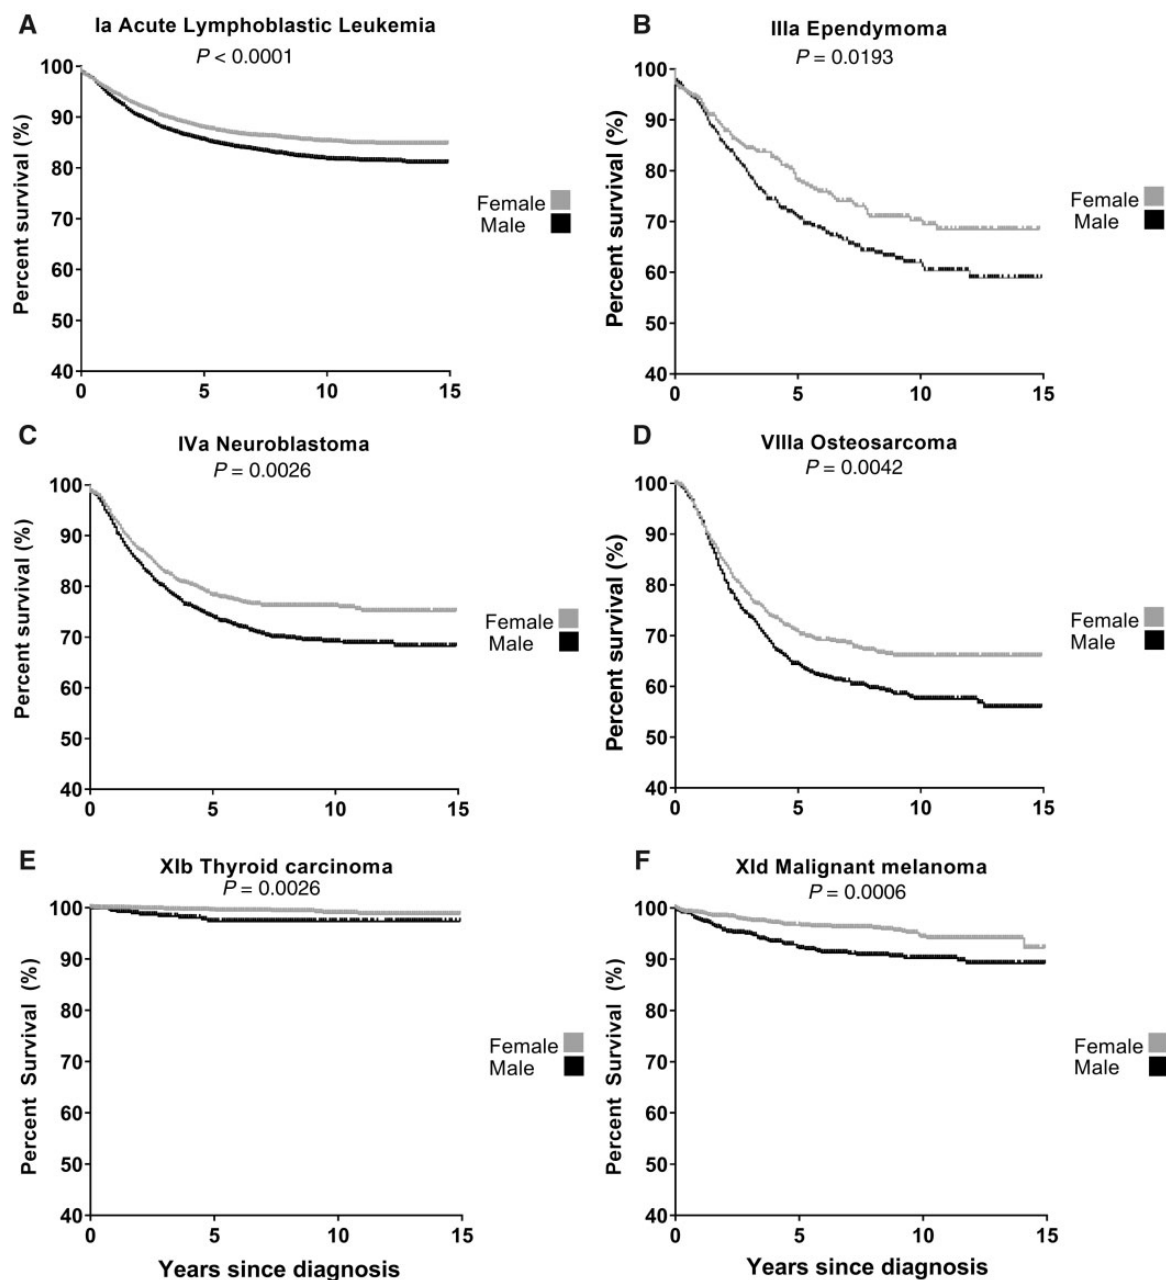 A
Ia Acute Lymphoblastic Leukemia
P < 0.0001
Percent survival (%)
100
90
80
70
60
50
40
0
5
10
15
Female
Male
B
IIIa Ependymoma
P = 0.0193
Percent survival (%)
100
90
80
70
60
50
40
0
5
10
15
Female
Male
C
IVa Neuroblastoma
P = 0.0026
Percent survival (%)
100
90
80
70
60
50
40
0
5
10
15
Female
Male
D
VIIIa Osteosarcoma
P = 0.0042
Percent survival (%)
100
90
80
70
60
50
40
0
5
10
15
Female
Male
E
XIb Thyroid carcinoma
P = 0.0026
Percent Survival (%)
100
90
80
70
60
50
40
0
5
10
15
Years since diagnosis
Female
Male
F
XId Malignant melanoma
P = 0.0006
Percent Survival (%)
100
90
80
70
60
50
40
0
5
10
15
Years since diagnosis
Female
Male